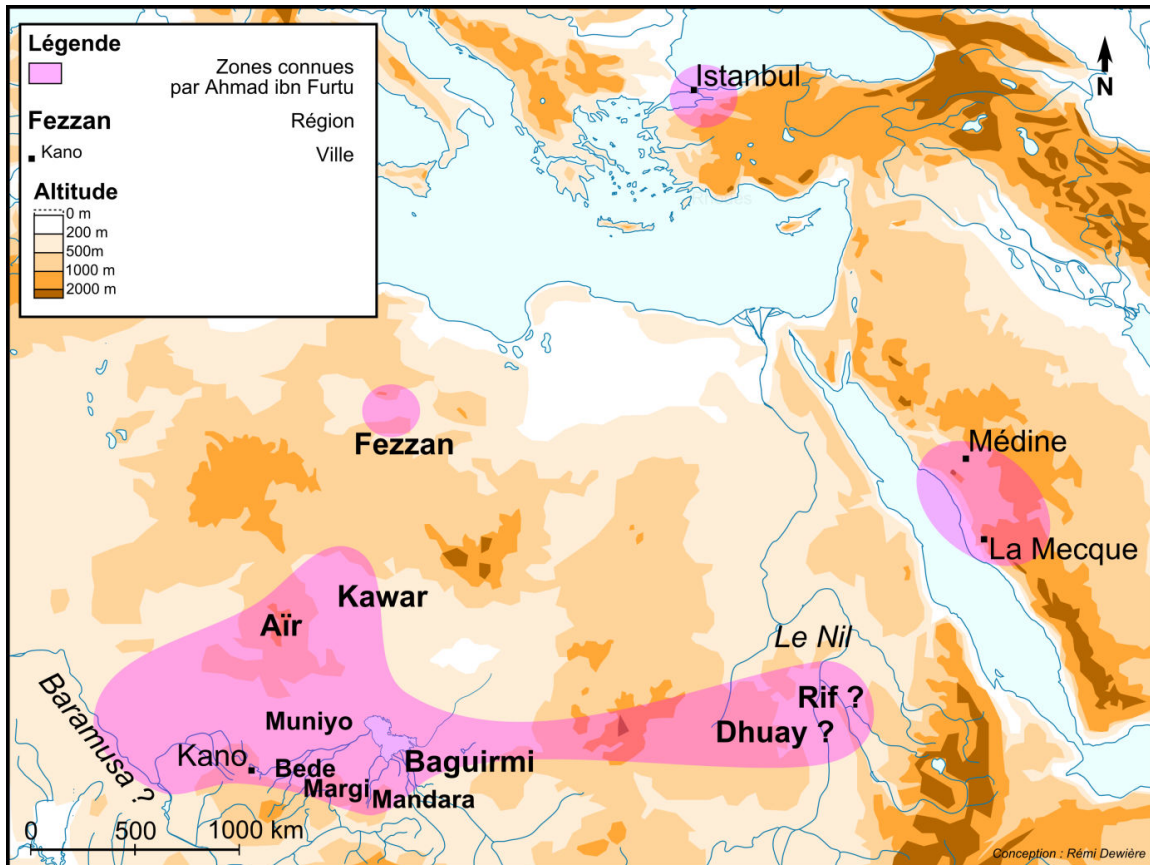 Légende
Zones connues
par Ahmad ibn Furtu
Fezzan
Région
Kano
Ville
Altitude
0 m
200 m
500m
1000 m
2000 m
Istanbul
N
Fezzan
Médine
La Mecque
Kawar
Aïr
Le Nil
Baramusa ?
Muniyo
Rif ?
Dhuay ?
Kano
Bede
Baguirmi
Margi
Mandara
0 500 1000 km
Conception : Rémi Dewière